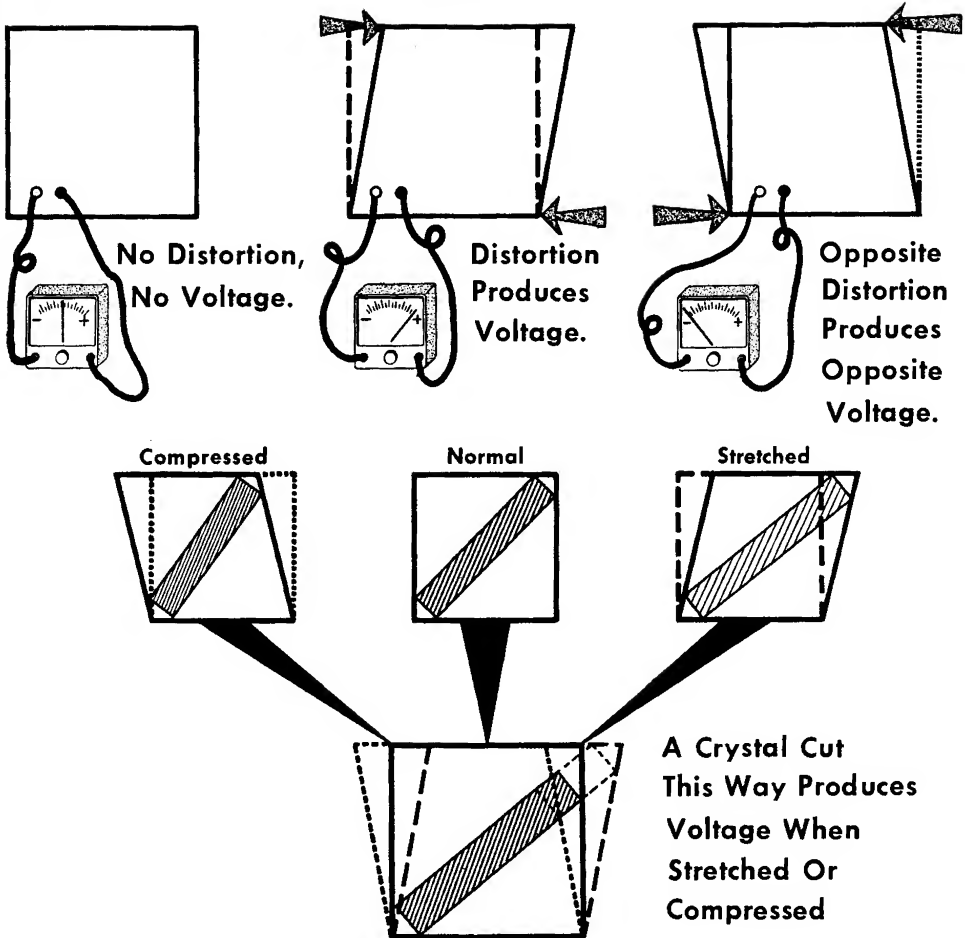 No Distortion,
No Voltage.
Distortion
Produces
Voltage.
Opposite
Distortion
Produces
Opposite
Voltage.
- +
- +
- +
Compressed
Normal
Stretched
A Crystal Cut
This Way Produces
Voltage When
Stretched Or
Compressed